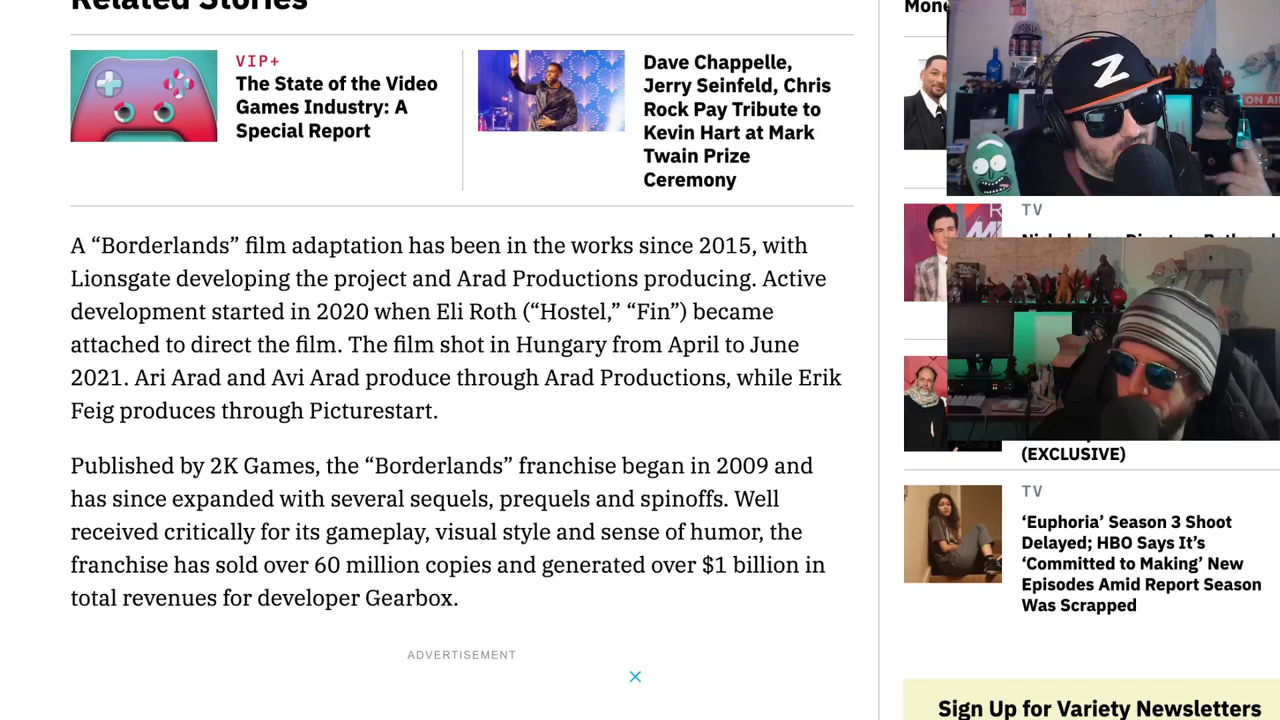 Related Stories
VIP+
The State of the Video
Games Industry: A
Special Report
Dave Chappelle,
Jerry Seinfeld, Chris
Rock Pay Tribute to
Kevin Hart at Mark
Twain Prize
Ceremony
A “Borderlands” film adaptation has been in the works since 2015, with
Lionsgate developing the project and Arad Productions producing. Active
development started in 2020 when Eli Roth (“Hostel,” “Fin”) became
attached to direct the film. The film shot in Hungary from April to June
2021. Ari Arad and Avi Arad produce through Arad Productions, while Erik
Feig produces through Picturestart.
Published by 2K Games, the “Borderlands” franchise began in 2009 and
has since expanded with several sequels, prequels and spinoffs. Well
received critically for its gameplay, visual style and sense of humor, the
franchise has sold over 60 million copies and generated over $1 billion in
total revenues for developer Gearbox.
ADVERTISEMENT
Z
ON
TV
(EXCLUSIVE)
TV
‘Euphoria’ Season 3 Shoot
Delayed; HBO Says It’s
‘Committed to Making’ New
Episodes Amid Report Season
Was Scrapped
Sign Up for Variety Newsletters